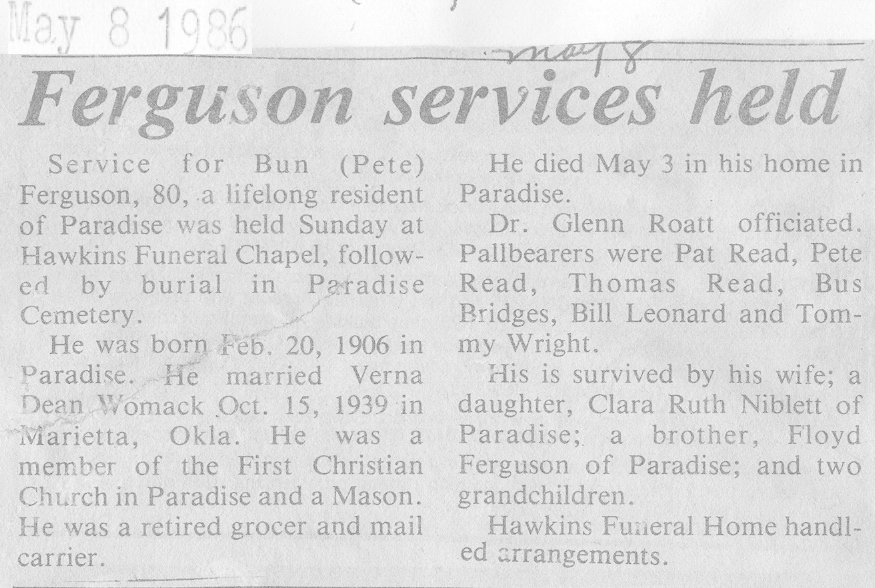 May 8 1986
may 8
Ferguson services held
Service for Bun (Pete)
Ferguson, 80, a lifelong resident
of Paradise was held Sunday at
Hawkins Funeral Chapel, follow-
ed by burial in Paradise
Cemetery.
He was born Feb. 20, 1906 in
Paradise. He married Verna
Dean Womack Oct. 15, 1939 in
Marietta, Okla. He was a
member of the First Christian
Church in Paradise and a Mason.
He was a retired grocer and mail
carrier.
He died May 3 in his home in
Paradise.
Dr. Glenn Roatt officiated.
Pallbearers were Pat Read, Pete
Read, Thomas Read, Bus
Bridges, Bill Leonard and Tom-
my Wright.
His is survived by his wife; a
daughter, Clara Ruth Niblett of
Paradise; a brother, Floyd
Ferguson of Paradise; and two
grandchildren.
Hawkins Funeral Home handl-
ed arrangements.